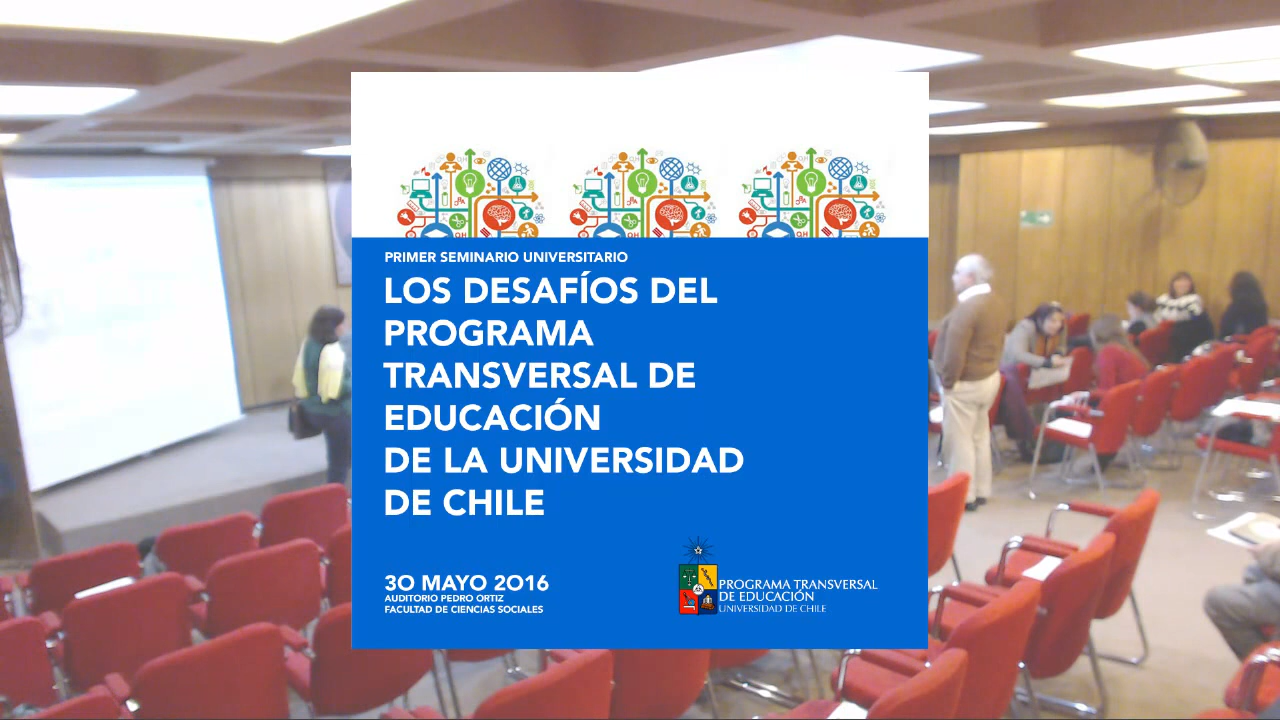 PRIMER SEMINARIO UNIVERSITARIO
LOS DESAFÍOS DEL
PROGRAMA
TRANSVERSAL DE
EDUCACIÓN
DE LA UNIVERSIDAD
DE CHILE
30 MAYO 2016
AUDITORIO PEDRO ORTIZ
FACULTAD DE CIENCIAS SOCIALES
PROGRAMA TRANSVERSAL
DE EDUCACIÓN
UNIVERSIDAD DE CHILE